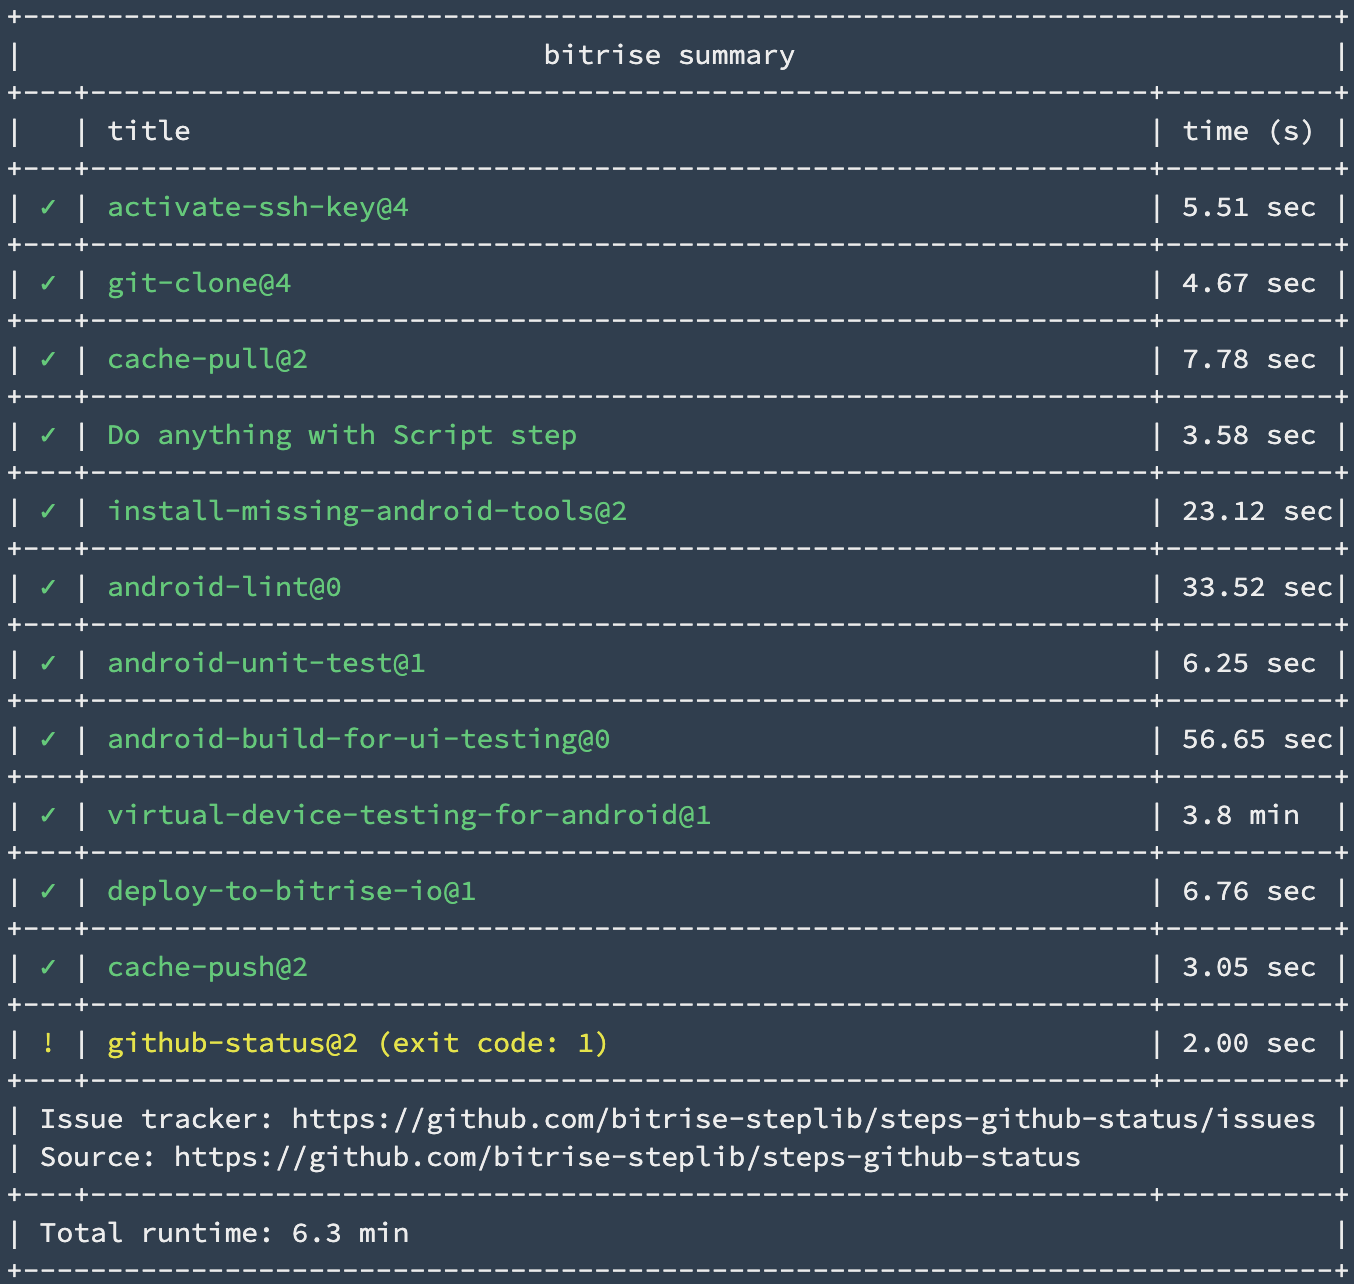 +------------------------------------------------------------------------------+
|                               bitrise summary                                |
+---+---------------------------------------------------------------+----------+
|   | title                                                         | time (s) |
+---+---------------------------------------------------------------+----------+
| ✓ | activate-ssh-key@4                                            | 5.51 sec |
+---+---------------------------------------------------------------+----------+
| ✓ | git-clone@4                                                   | 4.67 sec |
+---+---------------------------------------------------------------+----------+
| ✓ | cache-pull@2                                                  | 7.78 sec |
+---+---------------------------------------------------------------+----------+
| ✓ | Do anything with Script step                                  | 3.58 sec |
+---+---------------------------------------------------------------+----------+
| ✓ | install-missing-android-tools@2                               | 23.12 sec|
+---+---------------------------------------------------------------+----------+
| ✓ | android-lint@0                                                | 33.52 sec|
+---+---------------------------------------------------------------+----------+
| ✓ | android-unit-test@1                                           | 6.25 sec |
+---+---------------------------------------------------------------+----------+
| ✓ | android-build-for-ui-testing@0                                | 56.65 sec|
+---+---------------------------------------------------------------+----------+
| ✓ | virtual-device-testing-for-android@1                          | 3.8 min  |
+---+---------------------------------------------------------------+----------+
| ✓ | deploy-to-bitrise-io@1                                        | 6.76 sec |
+---+---------------------------------------------------------------+----------+
| ✓ | cache-push@2                                                  | 3.05 sec |
+---+---------------------------------------------------------------+----------+
| ! | github-status@2 (exit code: 1)                                | 2.00 sec |
+---+---------------------------------------------------------------+----------+
| Issue tracker: https://github.com/bitrise-steplib/steps-github-status/issues |
| Source: https://github.com/bitrise-steplib/steps-github-status               |
+---+---------------------------------------------------------------+----------+
| Total runtime: 6.3 min                                                       |
+------------------------------------------------------------------------------+